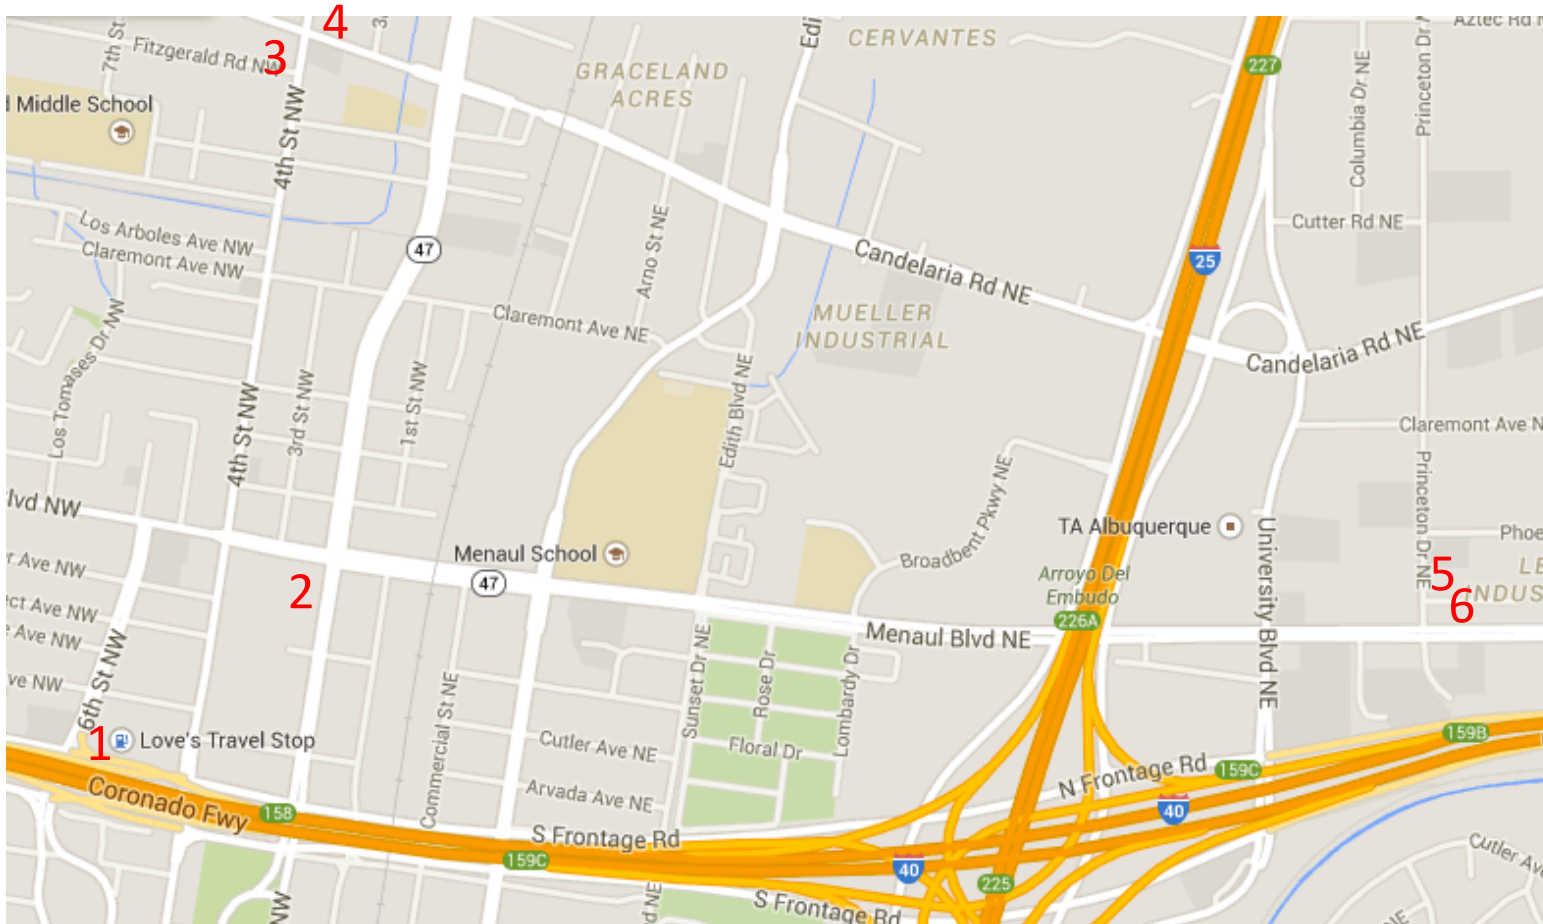 4
3
Fitzgerald Rd NW
7th St
CERVANTES
Aztec Rd
227
GRACELAND
ACRES
Middle School
4th St NW
Columbia Dr NE
Princeton Dr
Los Arboles Ave NW
Claremont Ave NW
47
Arno St NE
Cutter Rd NE
25
Candelaria Rd NE
Claremont Ave NE
MUELLER
INDUSTRIAL
Candelaria Rd NE
Los Tomases Dr NW
4th St NW
3rd St NW
1st St NW
Edith Blvd NE
Claremont Ave
Princeton Dr NE
Broadbent Pkwy NE
lvd NW
TA Albuquerque
University Blvd NE
Menaul School
47
Arroyo Del
Embudo
226A
5
6
Ave NW
2
Ave NW
Ave NW
NW
Menaul Blvd NE
6th St NW
Sunset Dr NE
Rose Dr
Lombardy Dr
1
Love's Travel Stop
Commercial St NE
Cutler Ave NE
Floral Dr
159B
N Frontage Rd
159C
Coronado Fwy
158
Arvada Ave NE
40
S Frontage Rd
159C
40
225
Cutler Ave
S Frontage Rd
NW
NE